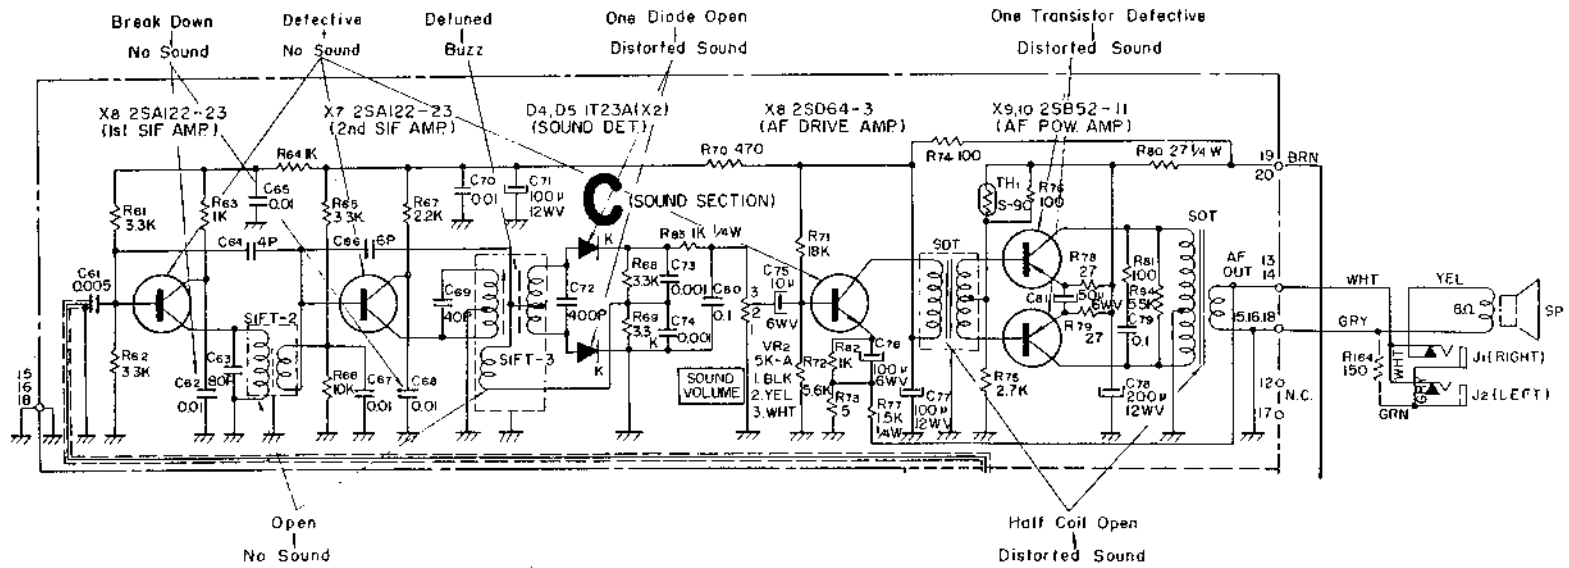 Break Down
No Sound
Defective
No Sound
Detuned
Buzz
One Diode Open
Distorted Sound
One Transistor Defective
Distorted Sound
X8 2SA122-23
(1st SIF AMP.)
X7 2SA122-23
(2nd SIF AMP.)
D4, D5 1T23A(X2)
(SOUND DET.)
X8 2SD64-3
(AF DRIVE AMP.)
X9,10 2SB52-11
(AF POW. AMP)
R64 1K
R70 470
R74 100
R80 27 1/4W
19
20
BRN
C65
0.01
R63
1K
R61
3.3K
R65
3.3K
R67
2.2K
C70
0.01
C71
100μ
12WV
C (SOUND SECTION)
TH1
S-90
R76
100
SDT
SOT
C64 4P
C66 6P
K
R83 1K 1/4W
R71
18K
C61
0.005
R68
3.3K
C73
0.001
C75
10μ
6WV
R78
27
R81
100
R94
5.5K
AF
OUT
13
14
WHT
YEL
C69
40P
C72
400P
C80
0.1
3
2
C81
50μ
6WV
SIFT-2
R69
3.3
K
C74
0.001
R79
27
C79
0.1
15.16.18
GRY
8Ω
SP
R62
3.3K
C63
80P
SIFT-3
K
VR2
5K-A
1. BLK
2. YEL
3. WHT
R72
5.6K
R82
1K
C76
100μ
6WV
R164
150
WHT
J1(RIGHT)
15
16
18
C62
0.01
R66
10K
C67
0.01
C68
0.01
SOUND
VOLUME
R73
5
R77
1.5K
1/4W
C77
100μ
12WV
R75
2.7K
C78
200μ
12WV
12
N.C.
17
GRY
J2(LEFT)
GRN
Open
No Sound
Half Coil Open
Distorted Sound